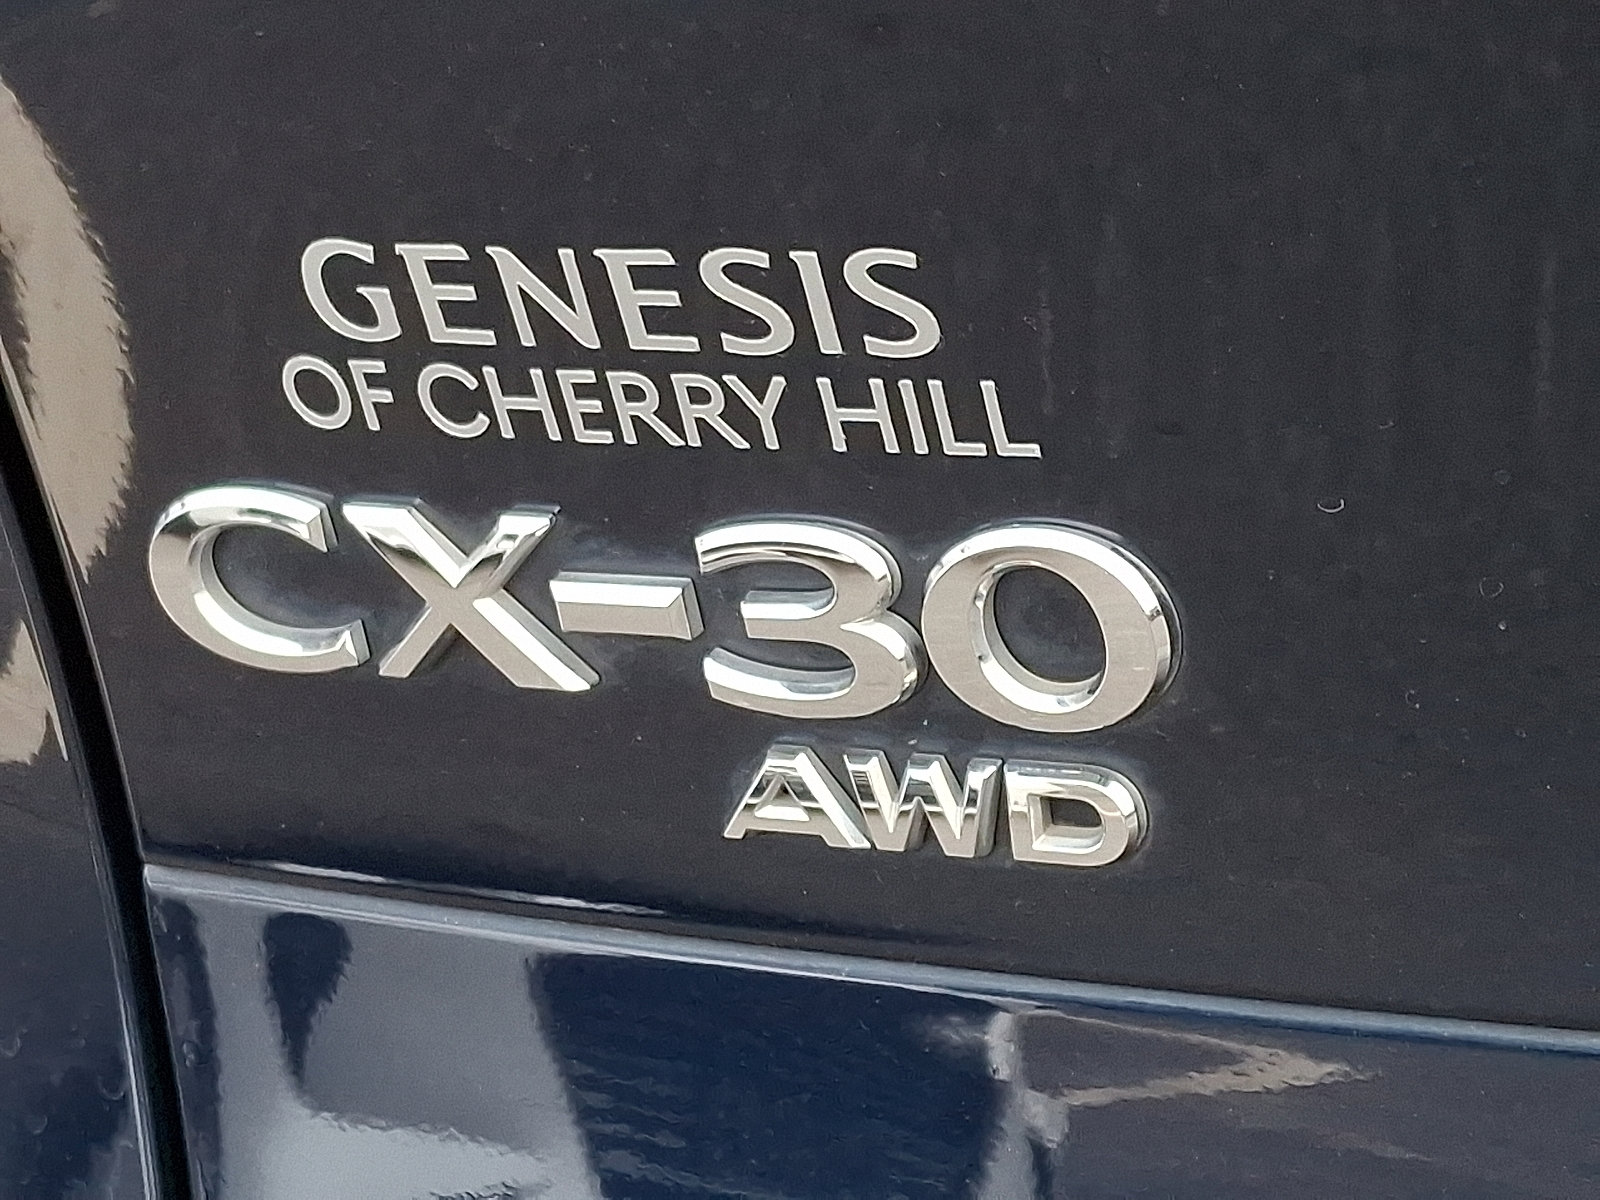 GENESIS
OF CHERRY HILL
CX-30
AWD